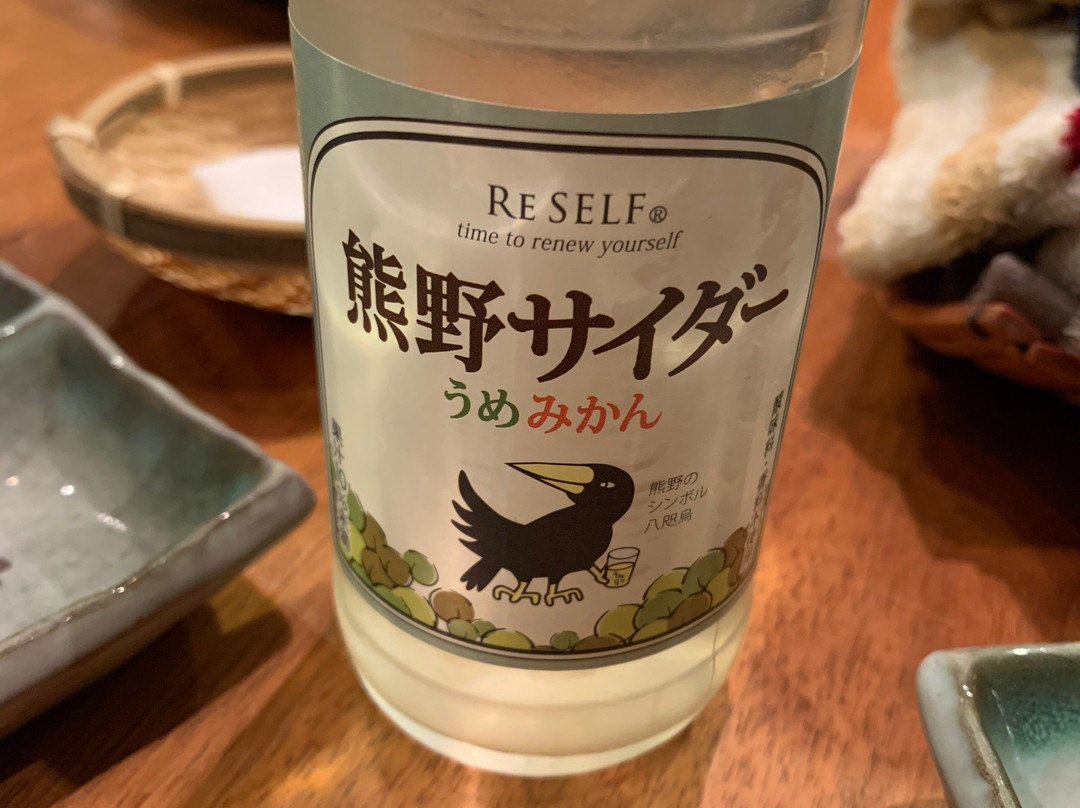 RE SELF®
time to renew yourself
熊野サイダー
うめみかん
熊野の
シンボル
八咫烏